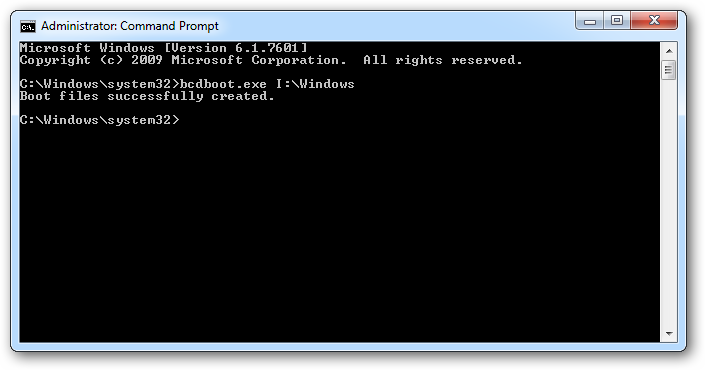 Administrator: Command Prompt
Microsoft Windows [Version 6.1.7601]
Copyright (c) 2009 Microsoft Corporation.  All rights reserved.
C:\Windows\system32>bcdboot.exe I:\Windows
Boot files successfully created.
C:\Windows\system32>